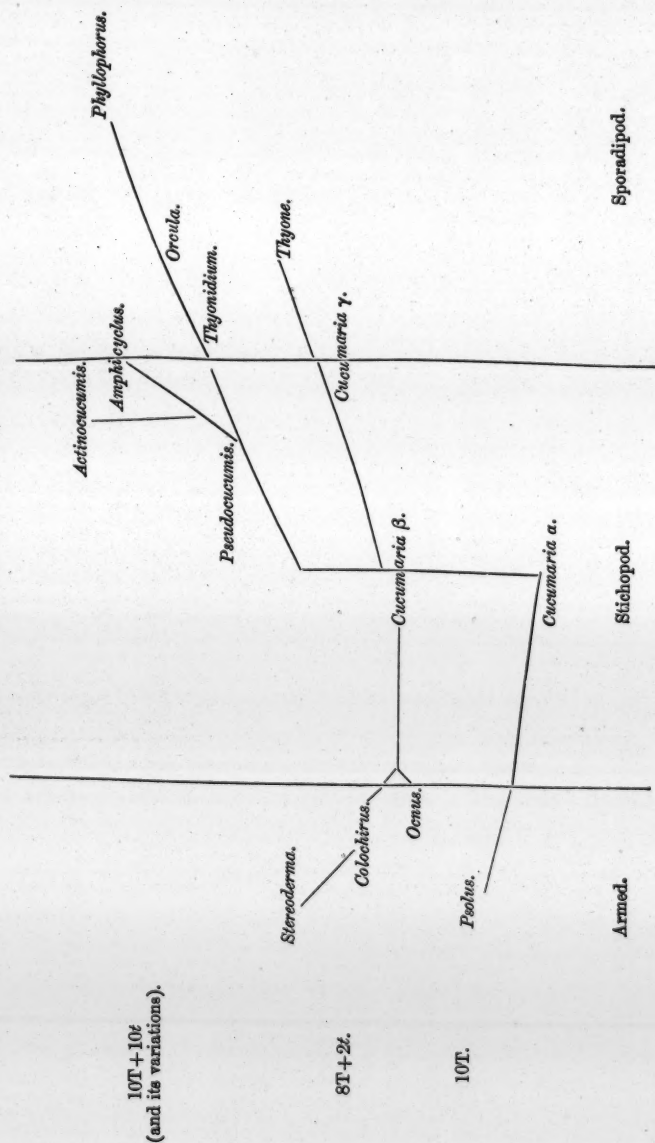 Phyllophorus.
Orcula.
Actinocucumis.
Amphicyclus.
Thyonidium.
Thyone.
Pseudocucumis.
Cucumaria γ.
Cucumaria β.
Cucumaria α.
Stereoderma.
Colochirus.
Ocnus.
Psolus.
10T+10t
(and its variations).
8T+2t.
10T.
Armed.
Stichopod.
Sporadipod.